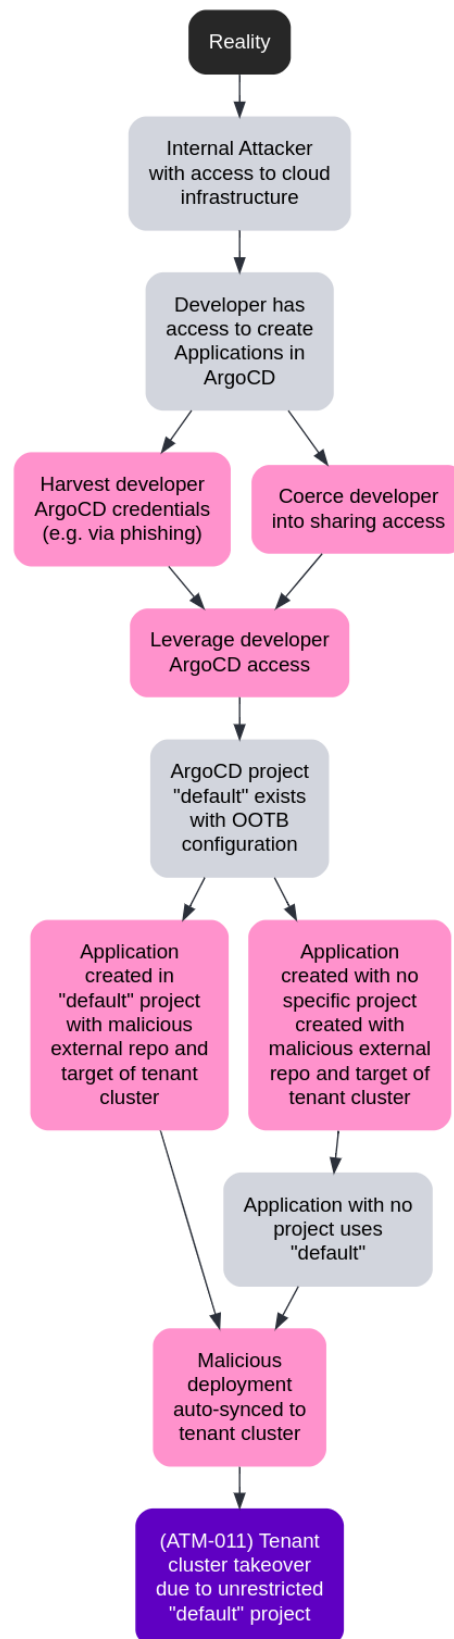 Reality
Internal Attacker
with access to cloud
infrastructure
Developer has
access to create
Applications in
ArgoCD
Harvest developer
ArgoCD credentials
(e.g. via phishing)
Coerce developer
into sharing access
Leverage developer
ArgoCD access
ArgoCD project
"default" exists
with OOTB
configuration
Application
created in
"default" project
with malicious
external repo and
target of tenant
cluster
Application
created with no
specific project
created with
malicious external
repo and target of
tenant cluster
Application with no
project uses
"default"
Malicious
deployment
auto-synced to
tenant cluster
(ATM-011) Tenant
cluster takeover
due to unrestricted
"default" project